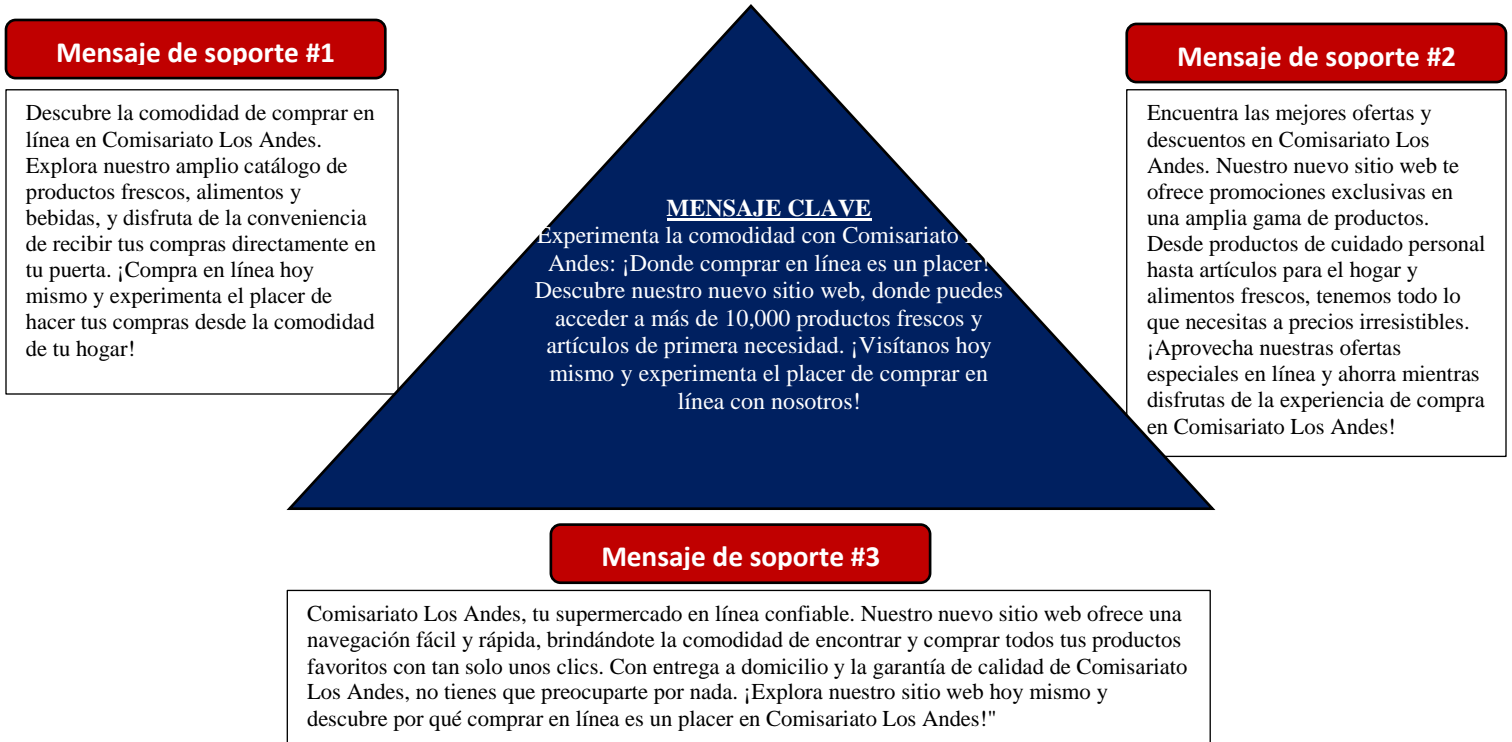 Mensaje de soporte #1
Descubre la comodidad de comprar en
línea en Comisariato Los Andes.
Explora nuestro amplio catálogo de
productos frescos, alimentos y
bebidas, y disfruta de la conveniencia
de recibir tus compras directamente en
tu puerta. ¡Compra en línea hoy
mismo y experimenta el placer de
hacer tus compras desde la comodidad
de tu hogar!
MENSAJE CLAVE
Experimenta la comodidad con Comisariato
Andes: ¡Donde comprar en línea es un placer!
Descubre nuestro nuevo sitio web, donde puedes
acceder a más de 10,000 productos frescos y
artículos de primera necesidad. ¡Visítanos hoy
mismo y experimenta el placer de comprar en
línea con nosotros!
Mensaje de soporte #2
Encuentra las mejores ofertas y
descuentos en Comisariato Los
Andes. Nuestro nuevo sitio web te
ofrece promociones exclusivas en
una amplia gama de productos.
Desde productos de cuidado personal
hasta artículos para el hogar y
alimentos frescos, tenemos todo lo
que necesitas a precios irresistibles.
¡Aprovecha nuestras ofertas
especiales en línea y ahorra mientras
disfrutas de la experiencia de compra
en Comisariato Los Andes!
Mensaje de soporte #3
Comisariato Los Andes, tu supermercado en línea confiable. Nuestro nuevo sitio web ofrece una
navegación fácil y rápida, brindándote la comodidad de encontrar y comprar todos tus productos
favoritos con tan solo unos clics. Con entrega a domicilio y la garantía de calidad de Comisariato
Los Andes, no tienes que preocuparte por nada. ¡Explora nuestro sitio web hoy mismo y
descubre por qué comprar en línea es un placer en Comisariato Los Andes!"